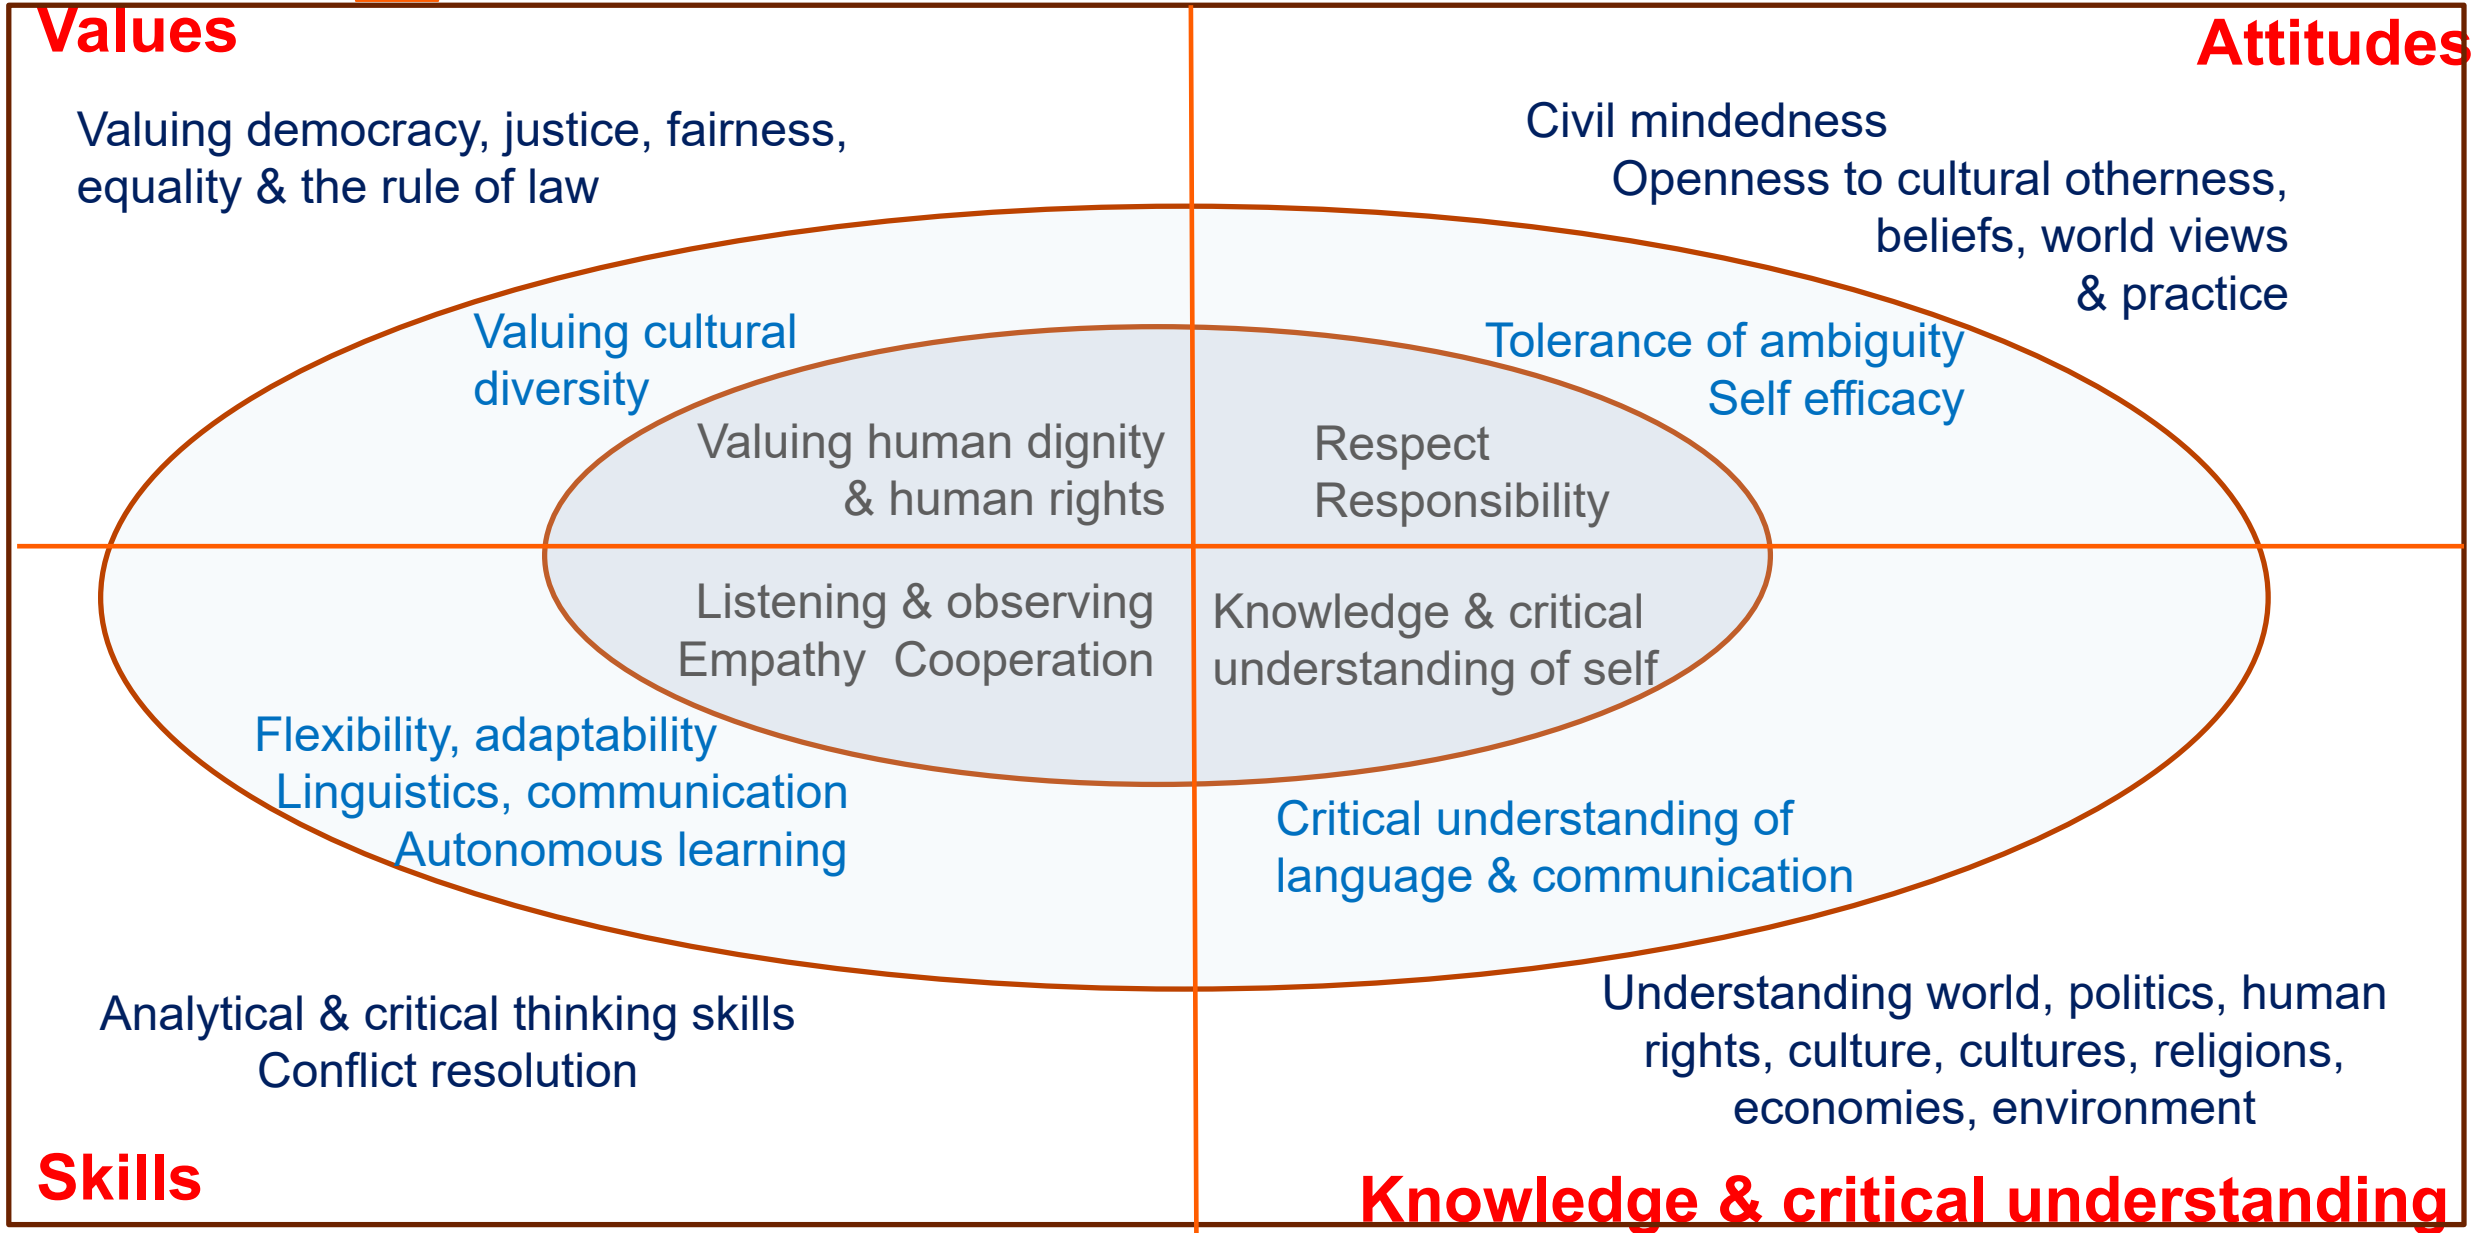 Values
Attitudes
Valuing democracy, justice, fairness,
equality & the rule of law
Civil mindedness
Openness to cultural otherness,
beliefs, world views
& practice
Valuing cultural
diversity
Tolerance of ambiguity
Self efficacy
Valuing human dignity
& human rights
Respect
Responsibility
Listening & observing
Empathy  Cooperation
Knowledge & critical
understanding of self
Flexibility, adaptability
Linguistics, communication
Autonomous learning
Critical understanding of
language & communication
Analytical & critical thinking skills
Conflict resolution
Understanding world, politics, human
rights, culture, cultures, religions,
economies, environment
Skills
Knowledge & critical understanding